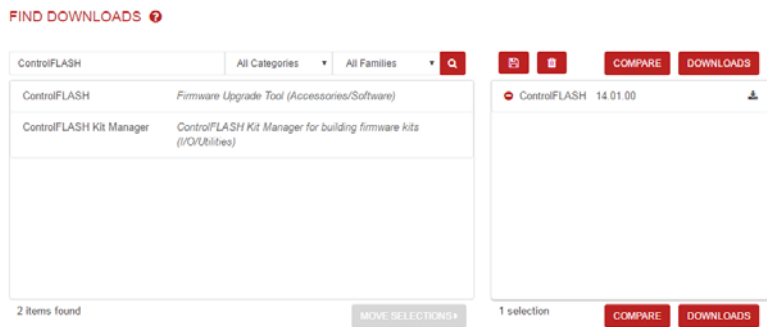 FIND DOWNLOADS ?
ControlFLASH All Categories All Families COMPARE DOWNLOADS
ControlFLASH Firmware Upgrade Tool (Accessories/Software)
ControlFLASH 14.01.00
ControlFLASH Kit Manager ControlFLASH Kit Manager for building firmware kits
(I/O/Utilities)
2 items found MOVE SELECTIONS
1 selection COMPARE DOWNLOADS